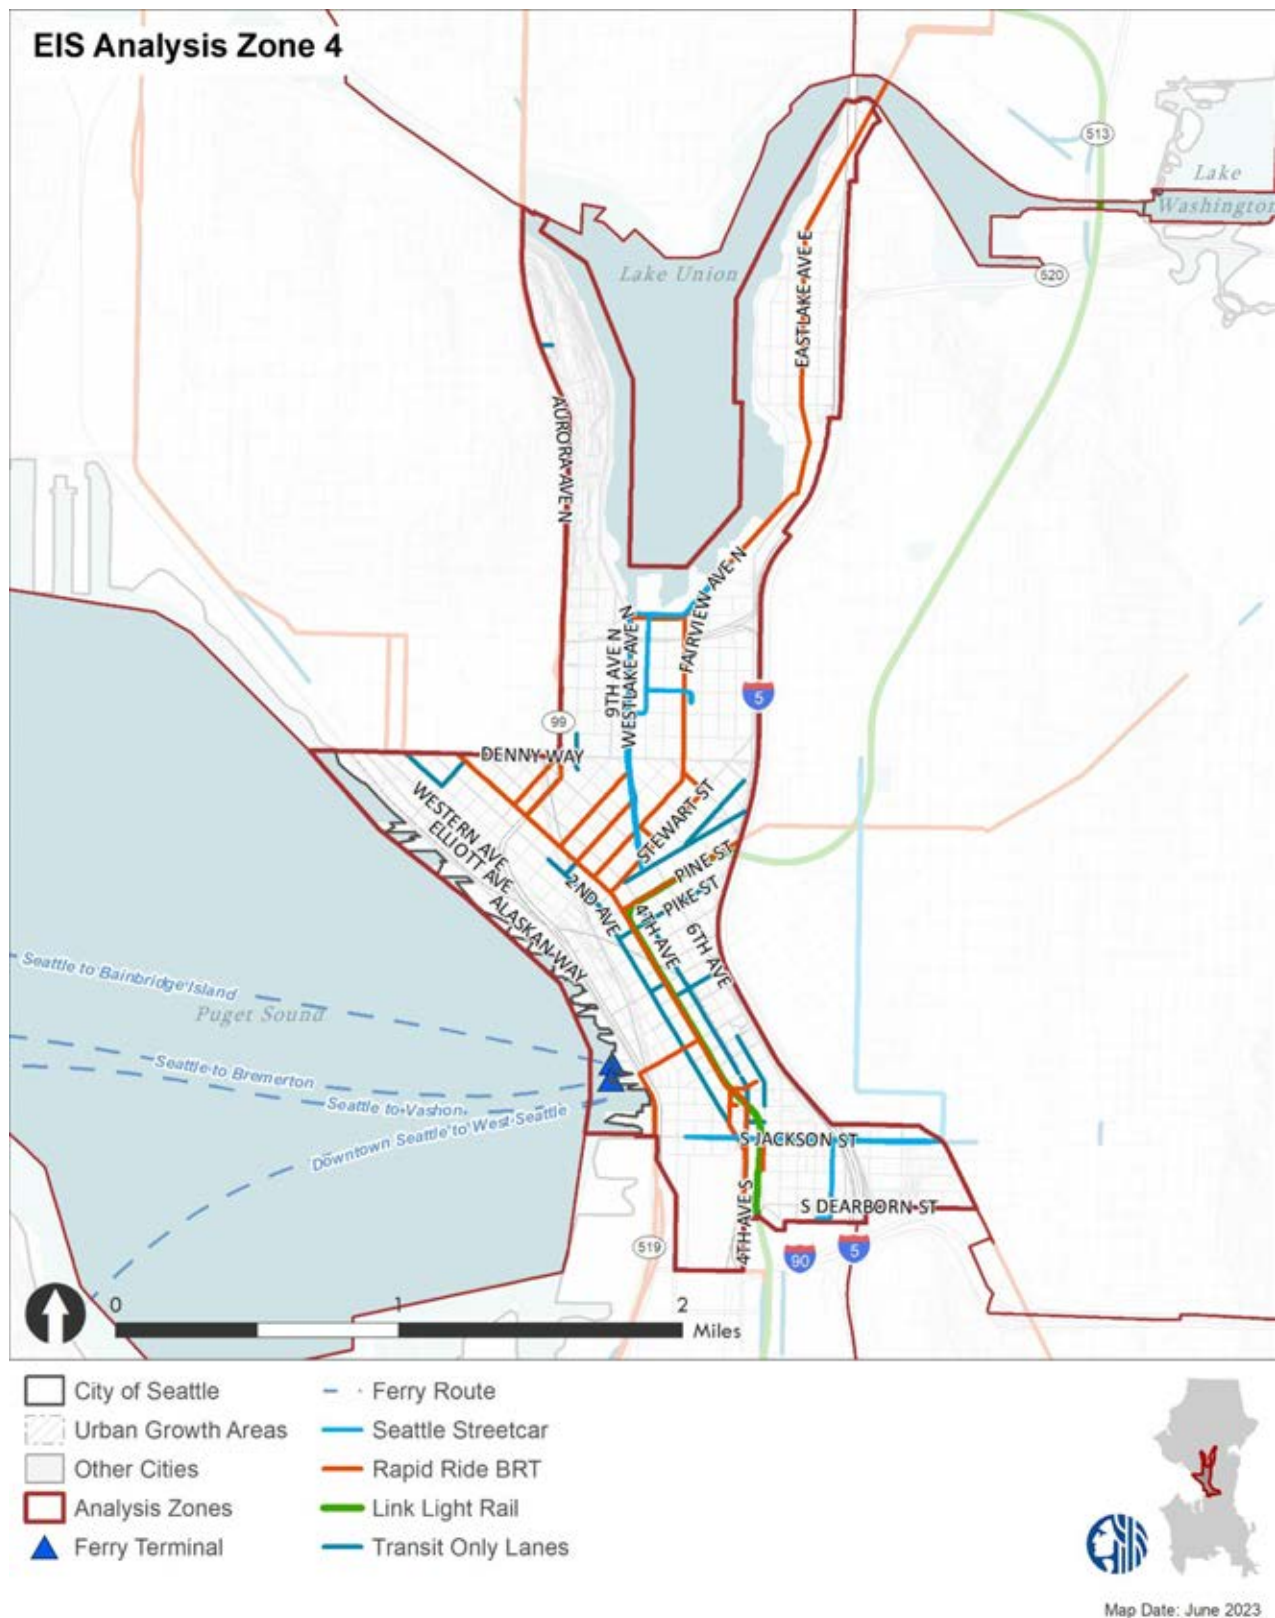 EIS Analysis Zone 4
513
Lake
Washington
Lake Union
520
EASTLAKE AVE E
AURORA AVE N
FAIRVIEW AVE N
9TH AVE N
WESTLAKE AVE N
5
99
DENNY WAY
WESTERN AVE
ELLIOTT AVE
STEWART ST
PINE ST
PIKE ST
2ND AVE
4TH AVE
6TH AVE
ALASKAN WAY
Seattle to Bainbridge Island
Puget Sound
Seattle to Bremerton
Seattle to Vashon
Downtown Seattle to West Seattle
S JACKSON ST
S DEARBORN ST
4TH AVE S
519
90
5
0 1 2
Miles
City of Seattle
Urban Growth Areas
Other Cities
Analysis Zones
Ferry Terminal
Ferry Route
Seattle Streetcar
Rapid Ride BRT
Link Light Rail
Transit Only Lanes
Map Date: June 2023